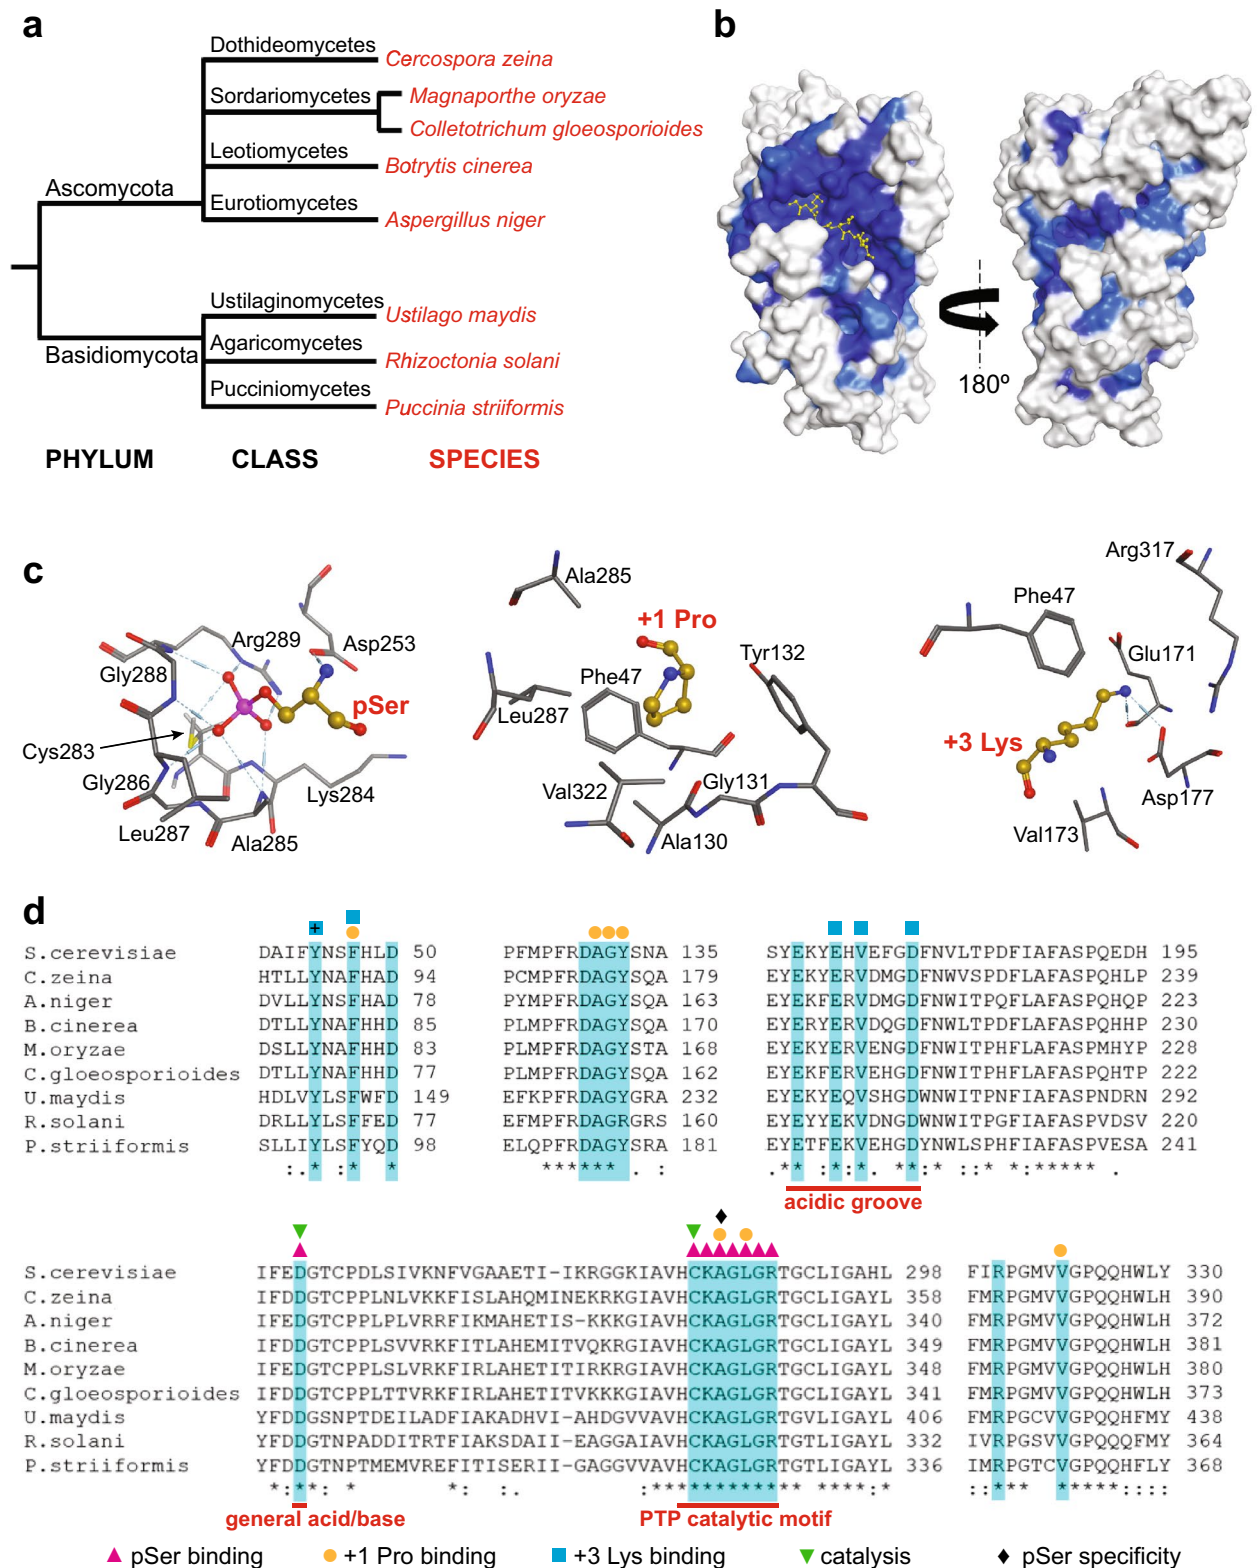 a
Dothideomycetes
Cercospora zeina
Sordariomycetes
Magnaporthe oryzae
Colletotrichum gloeosporioides
Leotiomycetes
Botrytis cinerea
Ascomycota
Eurotiomycetes
Aspergillus niger
Ustilaginomycetes
Ustilago maydis
Basidiomycota
Agaricomycetes
Rhizoctonia solani
Pucciniomycetes
Puccinia striiformis
PHYLUM CLASS SPECIES
b
180º
c
Arg289
Asp253
Gly288
pSer
Cys283
Gly286
Lys284
Leu287
Ala285
Ala285
+1 Pro
Tyr132
Phe47
Leu287
Val322
Gly131
Ala130
Arg317
Phe47
Glu171
+3 Lys
Asp177
Val173
d
+
S.cerevisiae DAIFYNSFHLD 50 PFMPFRDAGYSNA 135 SYEKYEHVEFGDFNVLTPDFIAFASPQEDH 195
C.zeina HTLLYNAFHAD 94 PCMPFRDAGYSQA 179 EYEKYERVDMGDFNWVSPDFLAFASPQHLP 239
A.niger DVLLYNSFHAD 78 PYMPFRDAGYSQA 163 EYEKFERVDMGDFNWITPQFLAFASPQHQP 223
B.cinerea DTLLYNAFHHD 85 PLMPFRDAGYSQA 170 EYERYERVDQGDFNWLTPDFLAFASPQHHP 230
M.oryzae DSLLYNAFHHD 83 PLMPFRDAGYSTA 168 EYEKYERVENGDFNWITPHFLAFASPMHYP 228
C.gloeosporioides DTLLYNAFHHD 77 PLMPFRDAGYSQA 162 EYEKFERVEHGDFNWITPHFLAFASPQHTP 222
U.maydis HDLVYLSFWFD 149 EFKPFRDAGYGRA 232 EYEKYEQVSHGDWNWITPNFIAFASPNDRN 292
R.solani DRLLYLSFFED 77 EFMPFRDAGRGRS 160 EYEYYEKVDNGDWNWITPGFIAFASPVDSV 220
P.striiformis SLLIYLSFYQD 98 ELQPFRDAGYSRA 181 EYETFEKVEHGDYNWLSPHFIAFASPVESA 241
acidic groove
S.cerevisiae IFEDGTCPDLSIVKNFVGAAETI-IKRGGKIAVHCKAGLGRTGCLIGAHL 298 FIRPGMVVGPQQHWLY 330
C.zeina IFDDGTCPPLNLVKKFISLAHQMINEKRKGIAVHCKAGLGRTGCLIGAYL 358 FMRPGMVVGPQQHWLH 390
A.niger IFDDGTCPPLPLVRRFIKMAHETIS-KKKGIAVHCKAGLGRTGCLIGAYL 340 FMRPGMVVGPQQHWLH 372
B.cinerea IFDDGTCPPLSVVRKFITLAHEMITVQKRGIAVHCKAGLGRTGCLIGAYL 349 FMRPGMVVGPQQHWLH 381
M.oryzae IFEDGTCPPLSLVRKFIRLAHETITIRKRGIAVHCKAGLGRTGCLIGAYL 348 FMRPGMVVGPQQHWLH 380
C.gloeosporioides IFDDGTCPPLTTVRKFIRLAHETITVKKKGIAVHCKAGLGRTGCLIGAYL 341 FMRPGMVVGPQQHWLH 373
U.maydis YFDDGSNPTDEILADFIAKADHVI-AHDGVVAVHCKAGLGRTGVLIGAYL 406 FMRPGCVVGPQQHFMY 438
R.solani YFDDGTNPADDITRTFIAKSDAII-EAGGAIAVHCKAGLGRTGTLIGAYL 332 IVRPGSVVGPQQQFMY 364
P.striiformis YFDDGTNPTMEMVREFITISERII-GAGGVVAVHCKAGLGRTGTLIGAYL 336 IMRPGTCVGPQQHFLY 368
general acid/base PTP catalytic motif
pSer binding +1 Pro binding +3 Lys binding catalysis pSer specificity